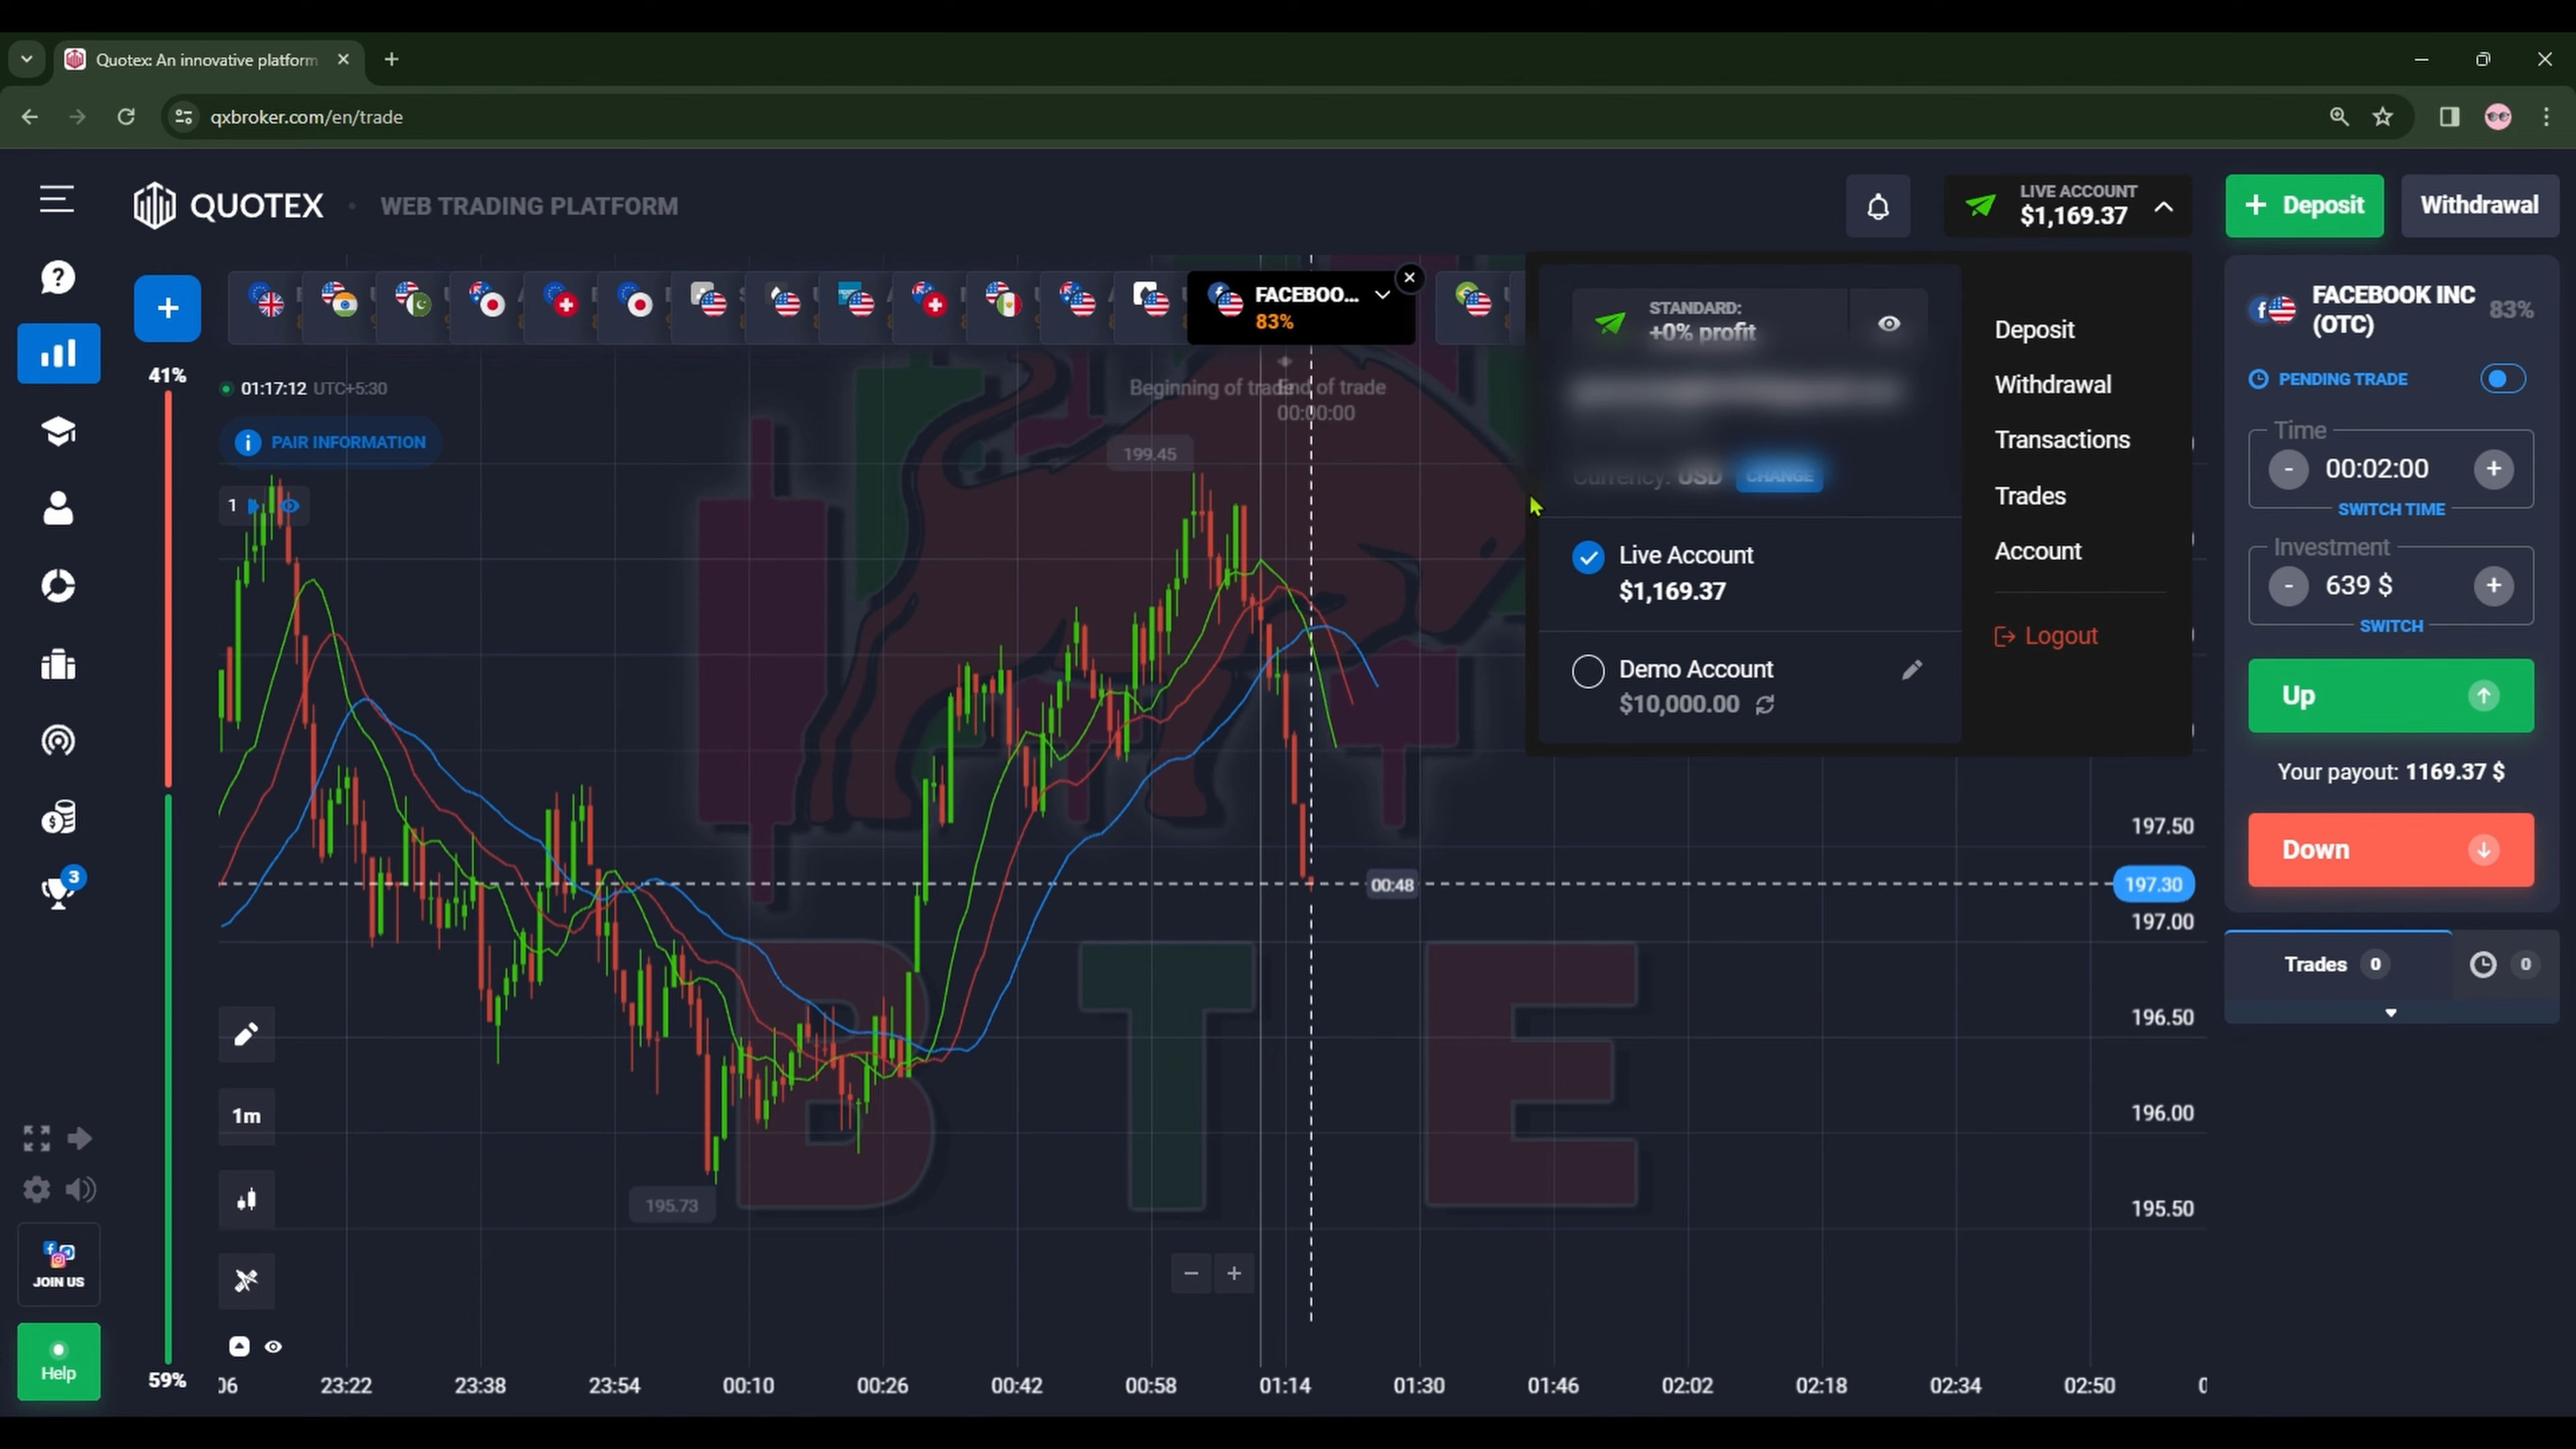 Quotex: An innovative platform
qxbroker.com/en/trade
QUOTEX
WEB TRADING PLATFORM
LIVE ACCOUNT
$1,169.37
Deposit
Withdrawal
FACEBOO...
83%
STANDARD:
+0% profit
Currency: USD
CHANGE
Live Account
$1,169.37
Demo Account
$10,000.00
Deposit
Withdrawal
Transactions
Trades
Account
Logout
FACEBOOK INC
(OTC)
83%
PENDING TRADE
Time
- 00:02:00 +
SWITCH TIME
Investment
- 639 $ +
SWITCH
Up
Your payout: 1169.37 $
Down
Trades 0
0
41%
59%
01:17:12 UTC+5:30
PAIR INFORMATION
1
Beginning of trade
End of trade
00:00:00
199.45
195.73
00:48
197.50
197.30
197.00
196.50
196.00
195.50
B T E
1m
3
JOIN US
Help
06 23:22 23:38 23:54 00:10 00:26 00:42 00:58 01:14 01:30 01:46 02:02 02:18 02:34 02:50